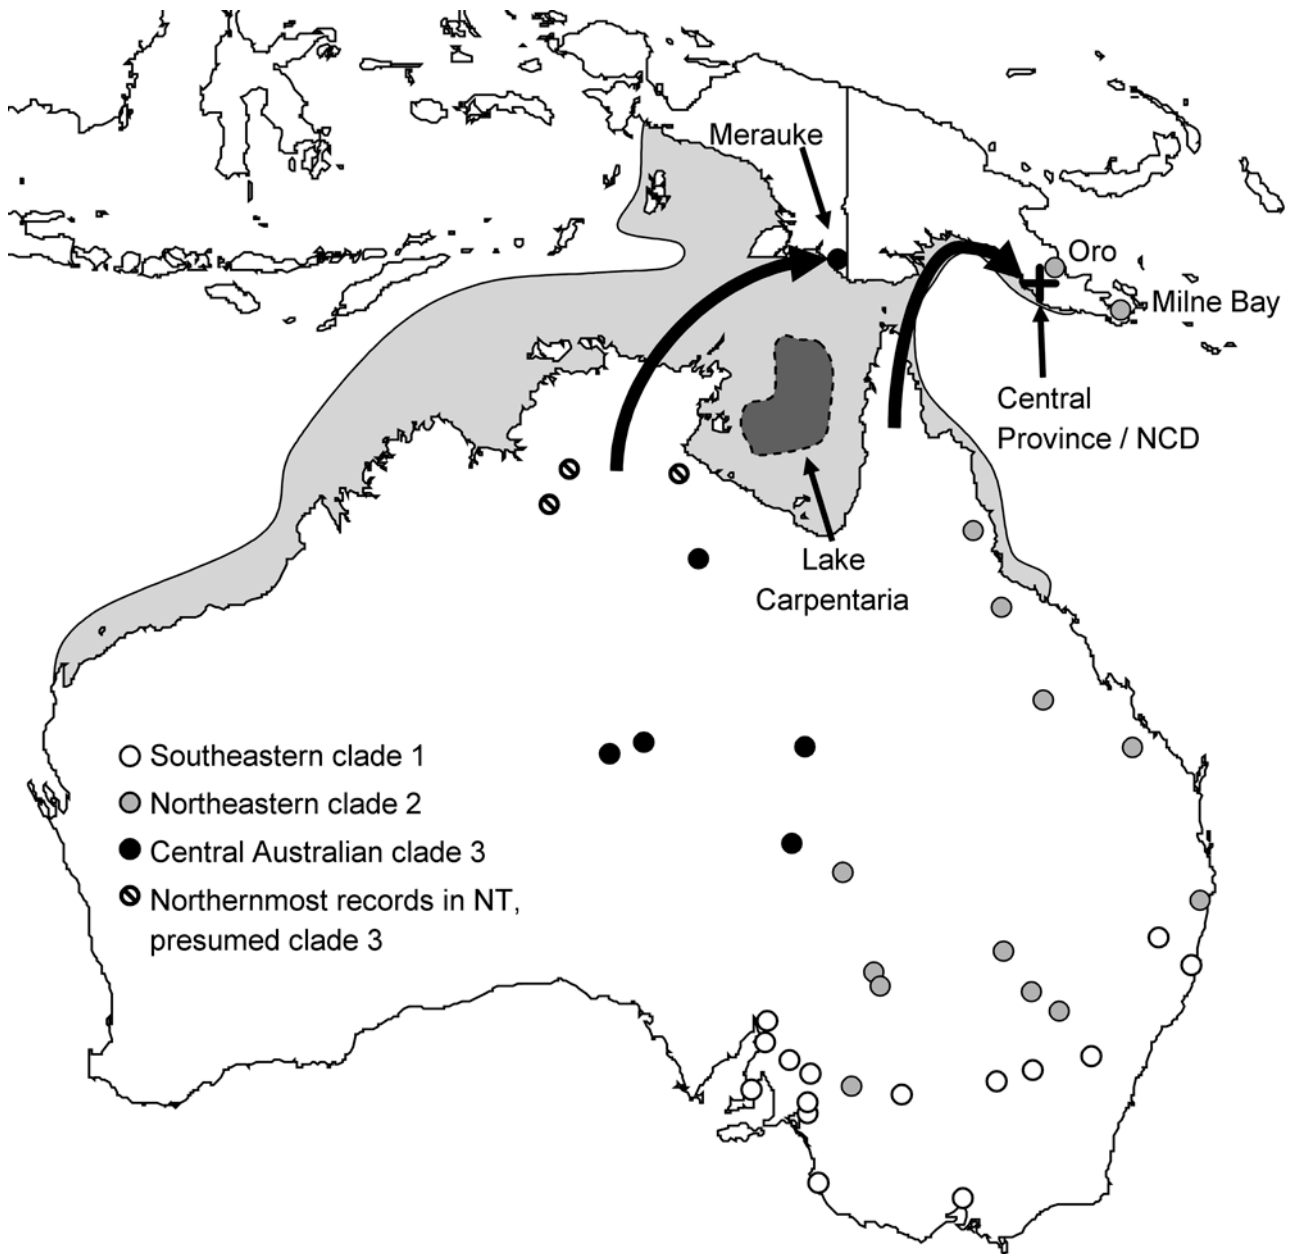 Merauke
Oro
Milne Bay
Central
Province / NCD
Lake
Carpentaria
Southeastern clade 1
Northeastern clade 2
Central Australian clade 3
Northernmost records in NT,
presumed clade 3